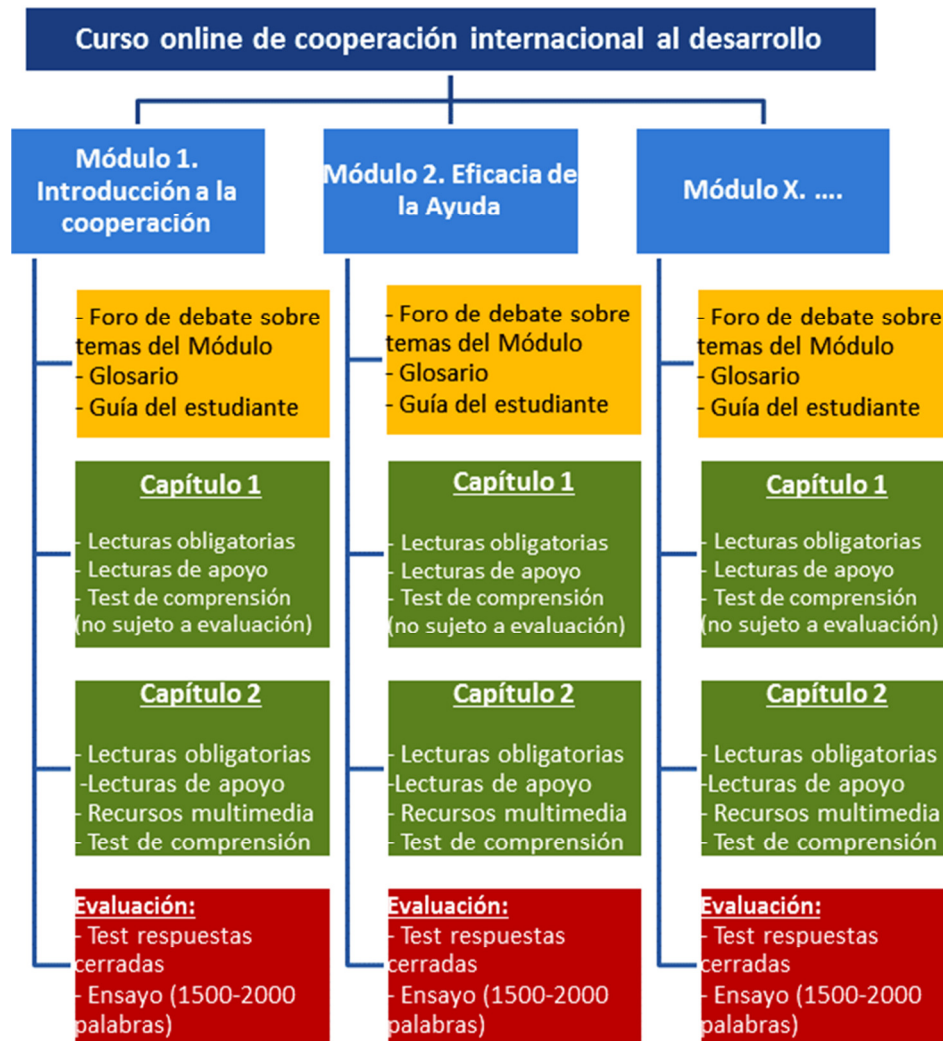 Curso online de cooperación internacional al desarrollo
Módulo 1.
Introducción a la
cooperación
Módulo 2. Eficacia de
la Ayuda
Módulo X. ....
- Foro de debate sobre
temas del Módulo
- Glosario
- Guía del estudiante
Capítulo 1
- Lecturas obligatorias
- Lecturas de apoyo
- Test de comprensión
(no sujeto a evaluación)
Capítulo 2
- Lecturas obligatorias
-Lecturas de apoyo
- Recursos multimedia
- Test de comprensión
Evaluación:
- Test respuestas
cerradas
- Ensayo (1500-2000
palabras)
- Foro de debate sobre
temas del Módulo
- Glosario
- Guía del estudiante
Capítulo 1
- Lecturas obligatorias
- Lecturas de apoyo
- Test de comprensión
(no sujeto a evaluación)
Capítulo 2
- Lecturas obligatorias
-Lecturas de apoyo
- Recursos multimedia
- Test de comprensión
Evaluación:
- Test respuestas
cerradas
- Ensayo (1500-2000
palabras)
- Foro de debate sobre
temas del Módulo
- Glosario
- Guía del estudiante
Capítulo 1
- Lecturas obligatorias
- Lecturas de apoyo
- Test de comprensión
(no sujeto a evaluación)
Capítulo 2
- Lecturas obligatorias
-Lecturas de apoyo
- Recursos multimedia
- Test de comprensión
Evaluación:
- Test respuestas
cerradas
- Ensayo (1500-2000
palabras)